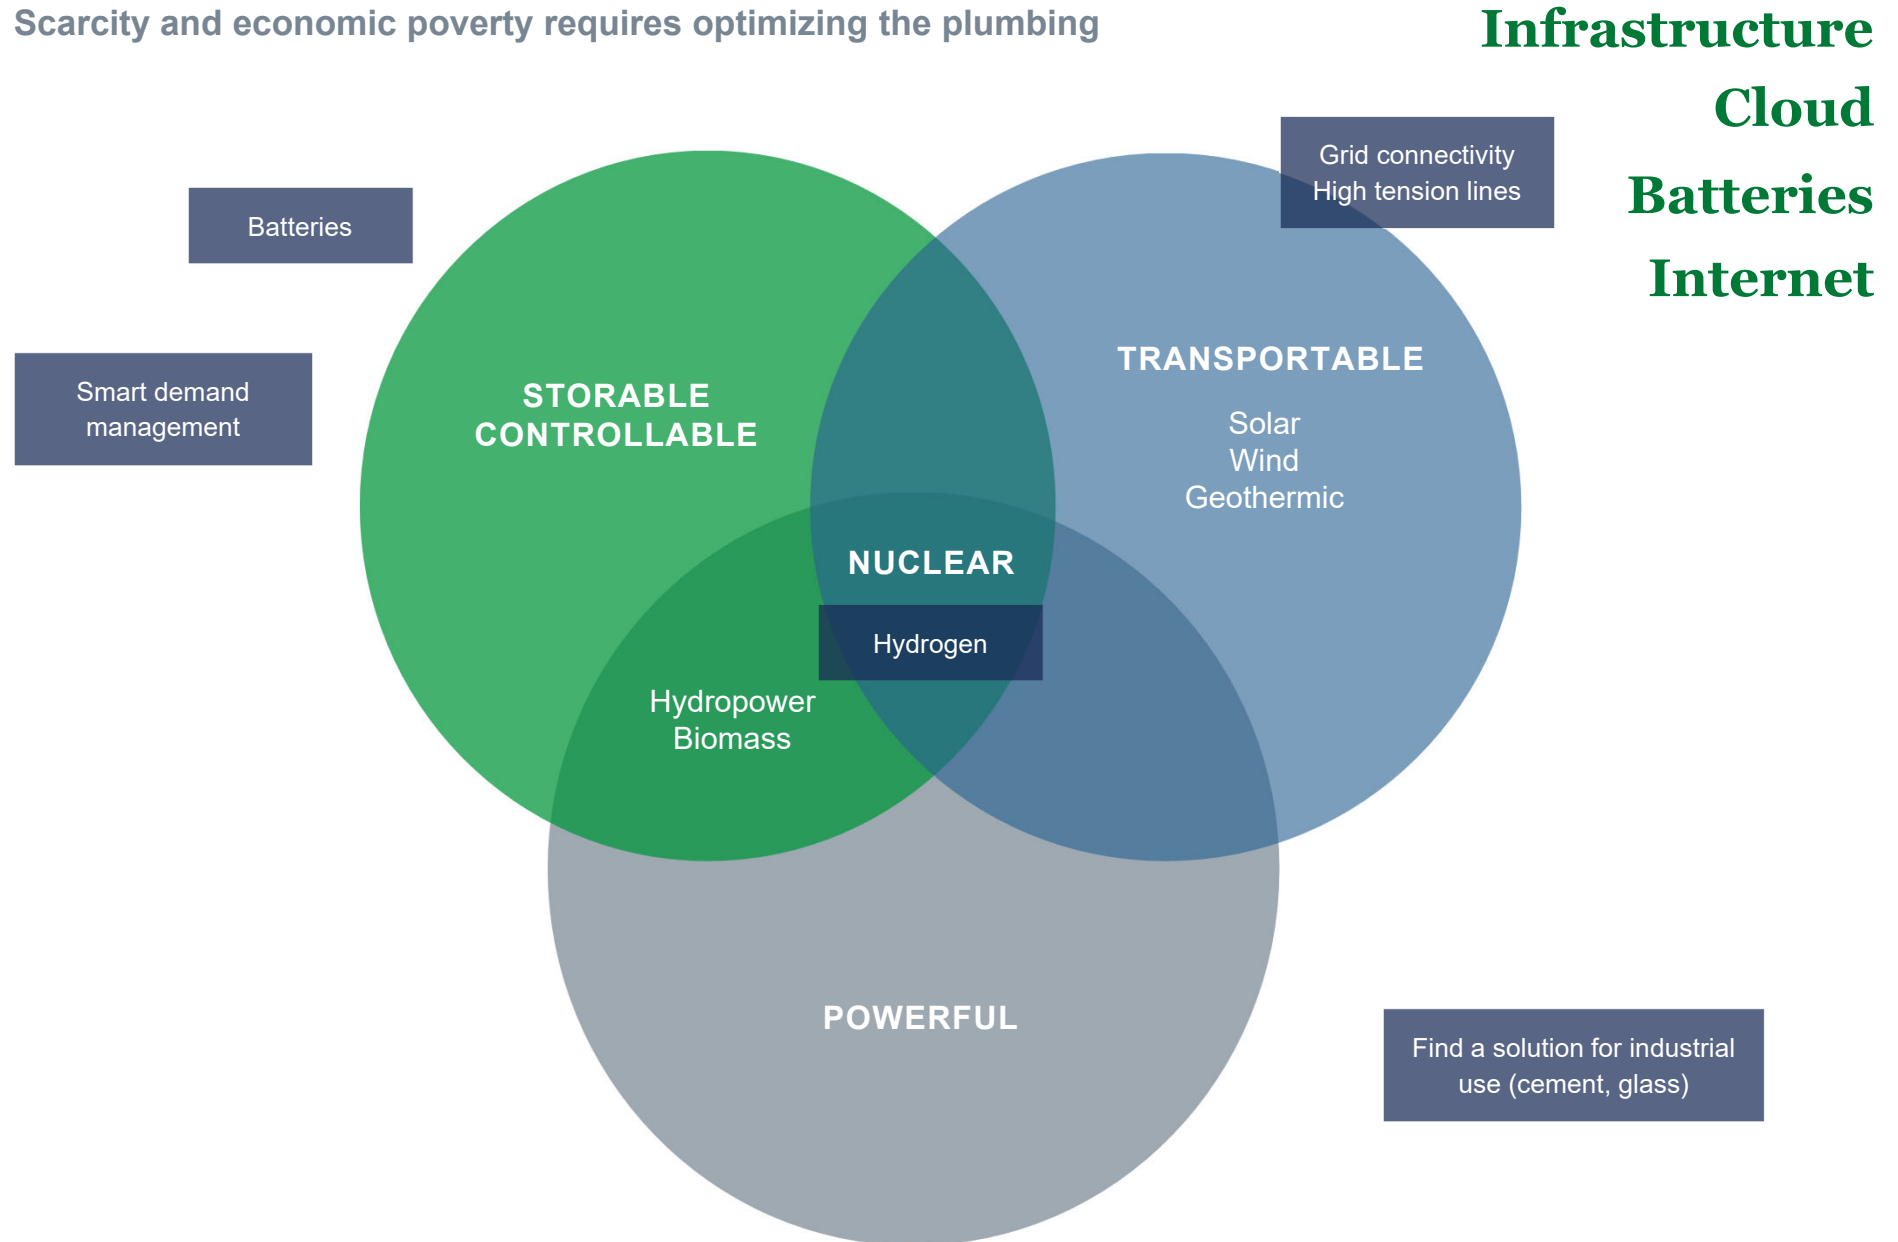 Scarcity and economic poverty requires optimizing the plumbing
Infrastructure
Cloud
Batteries
Internet
Grid connectivity
High tension lines
Batteries
Smart demand
management
STORABLE
CONTROLLABLE
TRANSPORTABLE
Solar
Wind
Geothermic
NUCLEAR
Hydrogen
Hydropower
Biomass
POWERFUL
Find a solution for industrial
use (cement, glass)